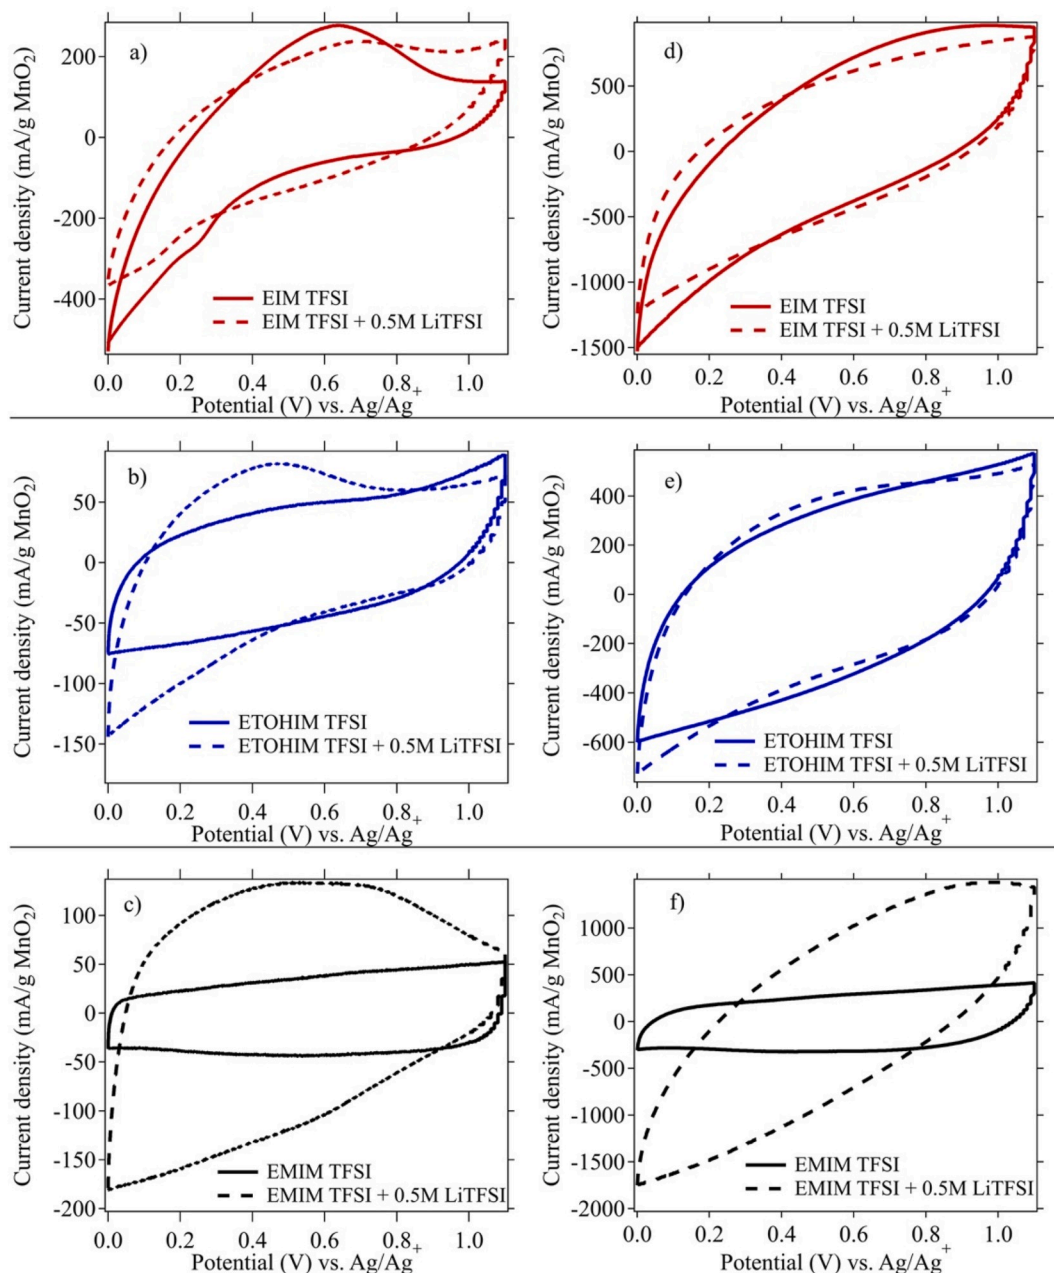 a)
Current density (mA/g MnO2)
200
0
-200
-400
EIM TFSI
EIM TFSI + 0.5M LiTFSI
0.0 0.2 0.4 0.6 0.8 1.0
Potential (V) vs. Ag/Ag+
d)
Current density (mA/g MnO2)
500
0
-500
-1000
-1500
EIM TFSI
EIM TFSI + 0.5M LiTFSI
0.0 0.2 0.4 0.6 0.8 1.0
Potential (V) vs. Ag/Ag+
b)
Current density (mA/g MnO2)
50
0
-50
-100
-150
ETOHIM TFSI
ETOHIM TFSI + 0.5M LiTFSI
0.0 0.2 0.4 0.6 0.8 1.0
Potential (V) vs. Ag/Ag+
e)
Current density (mA/g MnO2)
400
200
0
-200
-400
-600
ETOHIM TFSI
ETOHIM TFSI + 0.5M LiTFSI
0.0 0.2 0.4 0.6 0.8 1.0
Potential (V) vs. Ag/Ag+
c)
Current density (mA/g MnO2)
100
50
0
-50
-100
-150
-200
EMIM TFSI
EMIM TFSI + 0.5M LiTFSI
0.0 0.2 0.4 0.6 0.8 1.0
Potential (V) vs. Ag/Ag+
f)
Current density (mA/g MnO2)
1000
500
0
-500
-1000
-1500
-2000
EMIM TFSI
EMIM TFSI + 0.5M LiTFSI
0.0 0.2 0.4 0.6 0.8 1.0
Potential (V) vs. Ag/Ag+